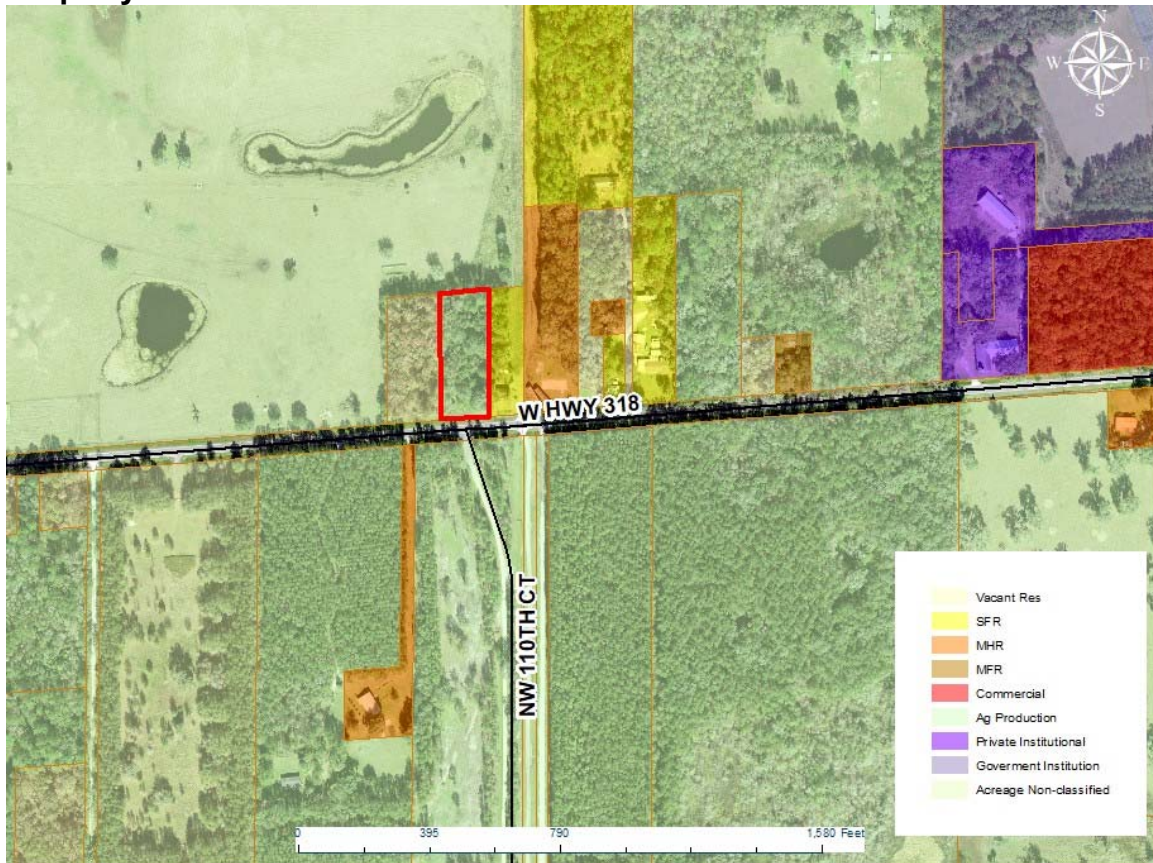 N
W E
S
W HWY 318
NW 110TH CT
Vacant Res
SFR
MHR
MFR
Commercial
Ag Production
Private Institutional
Goverment Institution
Acreage Non-classified
0 395 790 1,580 Feet